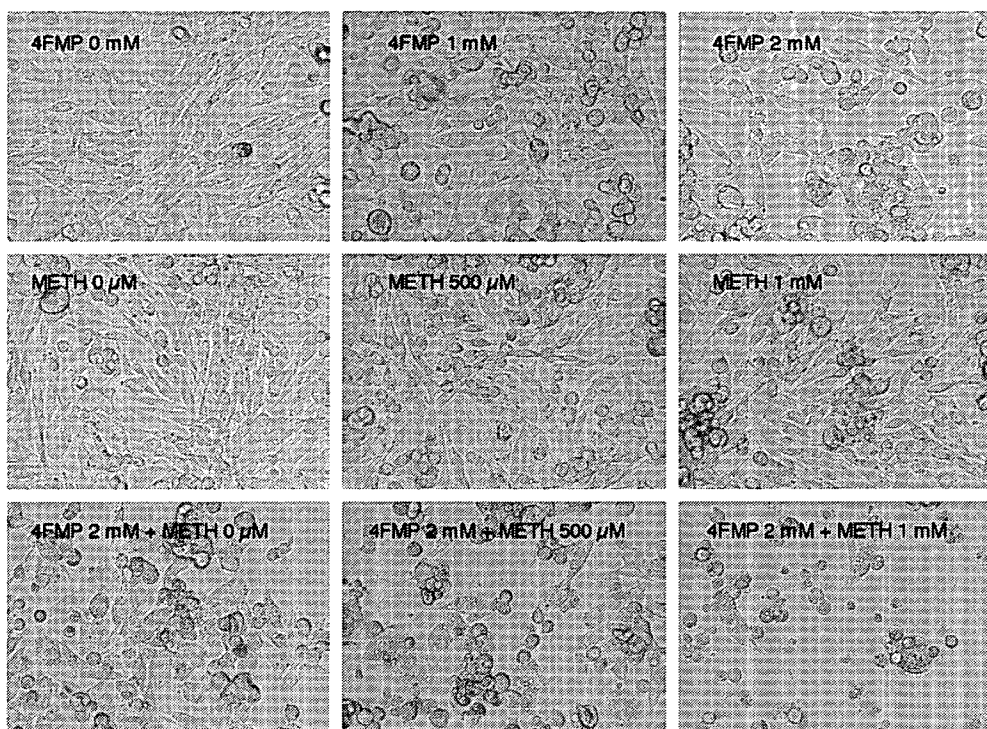 4FMP 0 mM
4FMP 1 mM
4FMP 2 mM
METH 0 µM
METH 500 µM
METH 1 mM
4FMP 2 mM + METH 0 µM
4FMP 2 mM + METH 500 µM
4FMP 2 mM + METH 1 mM